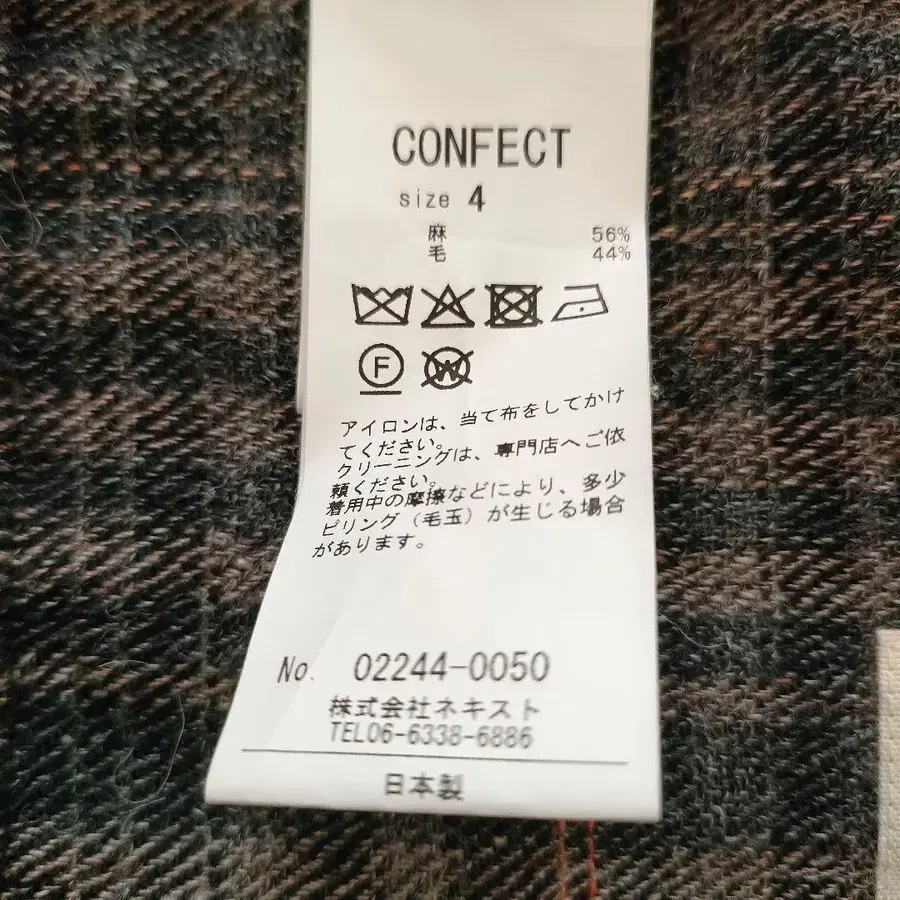 CONFECT
size 4
麻 56%
毛 44%
F
W
アイロンは、当て布をしてかけ
てください。
クリーニングは、専門店へご依
頼ください。
着用中の摩擦などにより、多少
ピリング（毛玉）が生じる場合
があります。
No. 02244-0050
株式会社ネキスト
TEL06-6338-6886
日本製